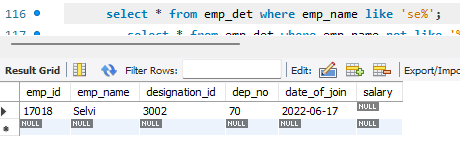 116 select * from emp_det where emp_name like 'se%';
117 select * from emp_det where emp_name not like '
Result Grid Filter Rows: Edit: Export/Impo
emp_id emp_name designation_id dep_no date_of_join salary
17018 Selvi 3002 70 2022-06-17 NULL
NULL NULL NULL NULL NULL NULL